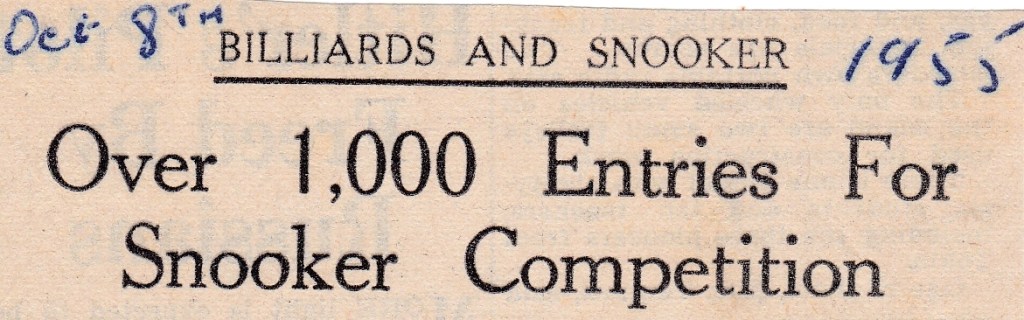 Oct 8TH BILLIARDS AND SNOOKER 1955
Over 1,000 Entries For
Snooker Competition